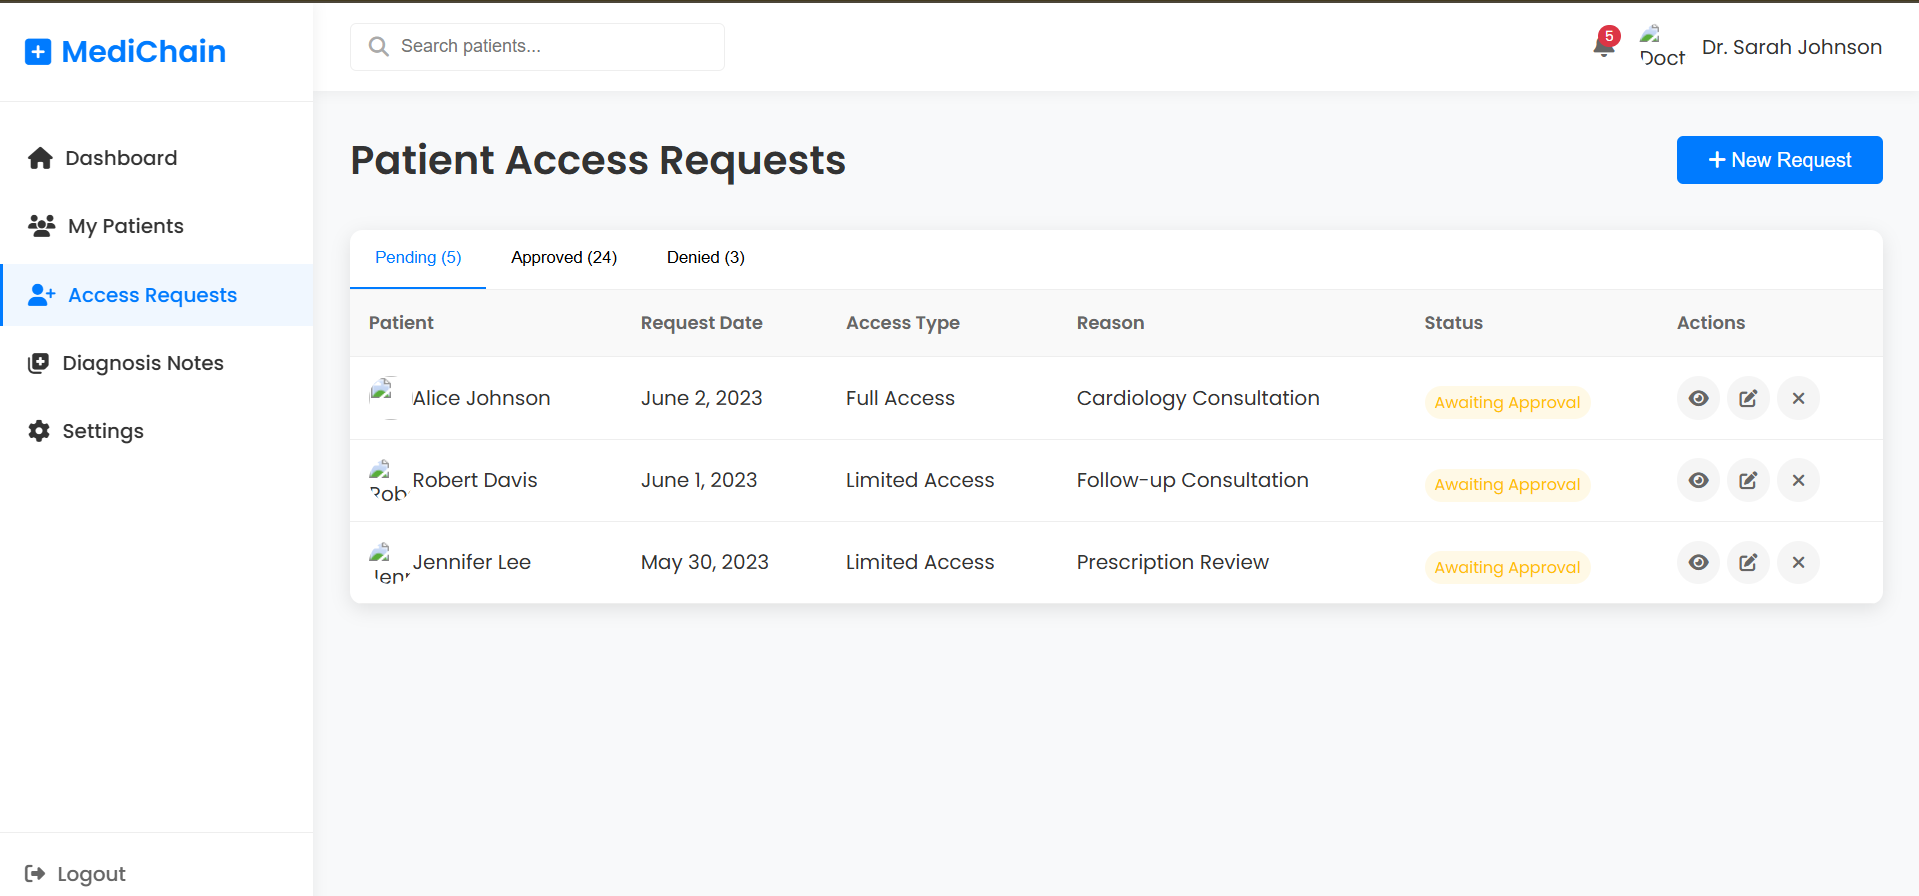 MediChain
Search patients...
5
Doct
Dr. Sarah Johnson
Dashboard
My Patients
Access Requests
Diagnosis Notes
Settings
Logout
Patient Access Requests
New Request
Pending (5) Approved (24) Denied (3)
Patient Request Date Access Type Reason Status Actions
Alice Johnson June 2, 2023 Full Access Cardiology Consultation Awaiting Approval
Rob Robert Davis June 1, 2023 Limited Access Follow-up Consultation Awaiting Approval
Jenn Jennifer Lee May 30, 2023 Limited Access Prescription Review Awaiting Approval